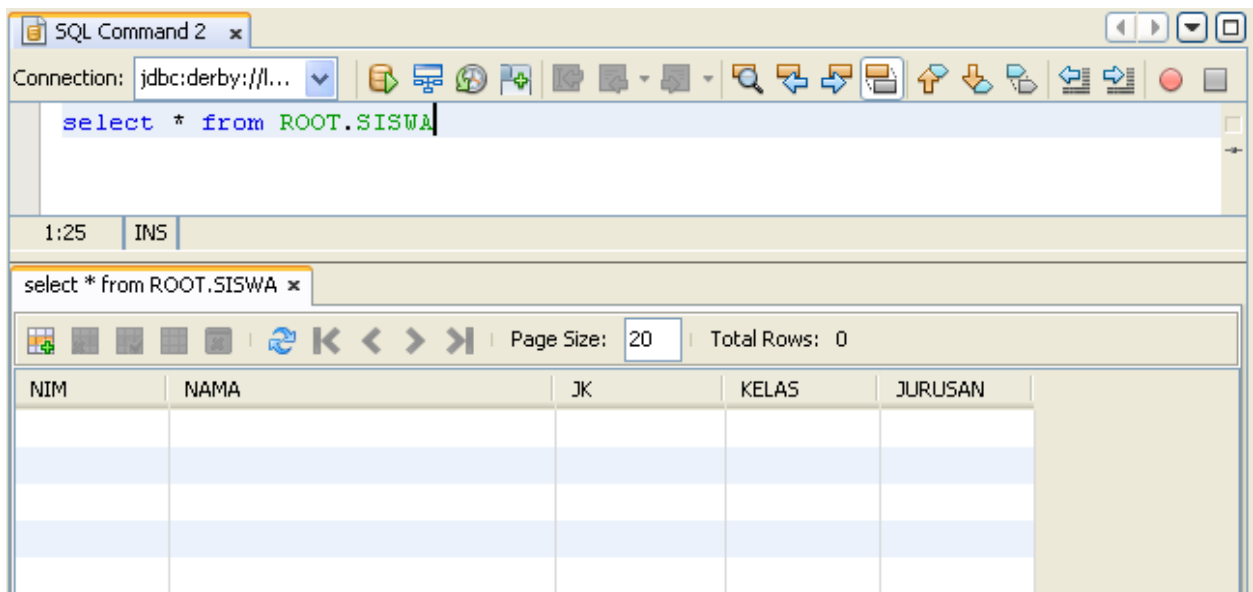 SQL Command 2 x
Connection: jdbc:derby://l...
select * from ROOT.SISWA
1:25 INS
select * from ROOT.SISWA x
Page Size: 20 Total Rows: 0
NIM NAMA JK KELAS JURUSAN